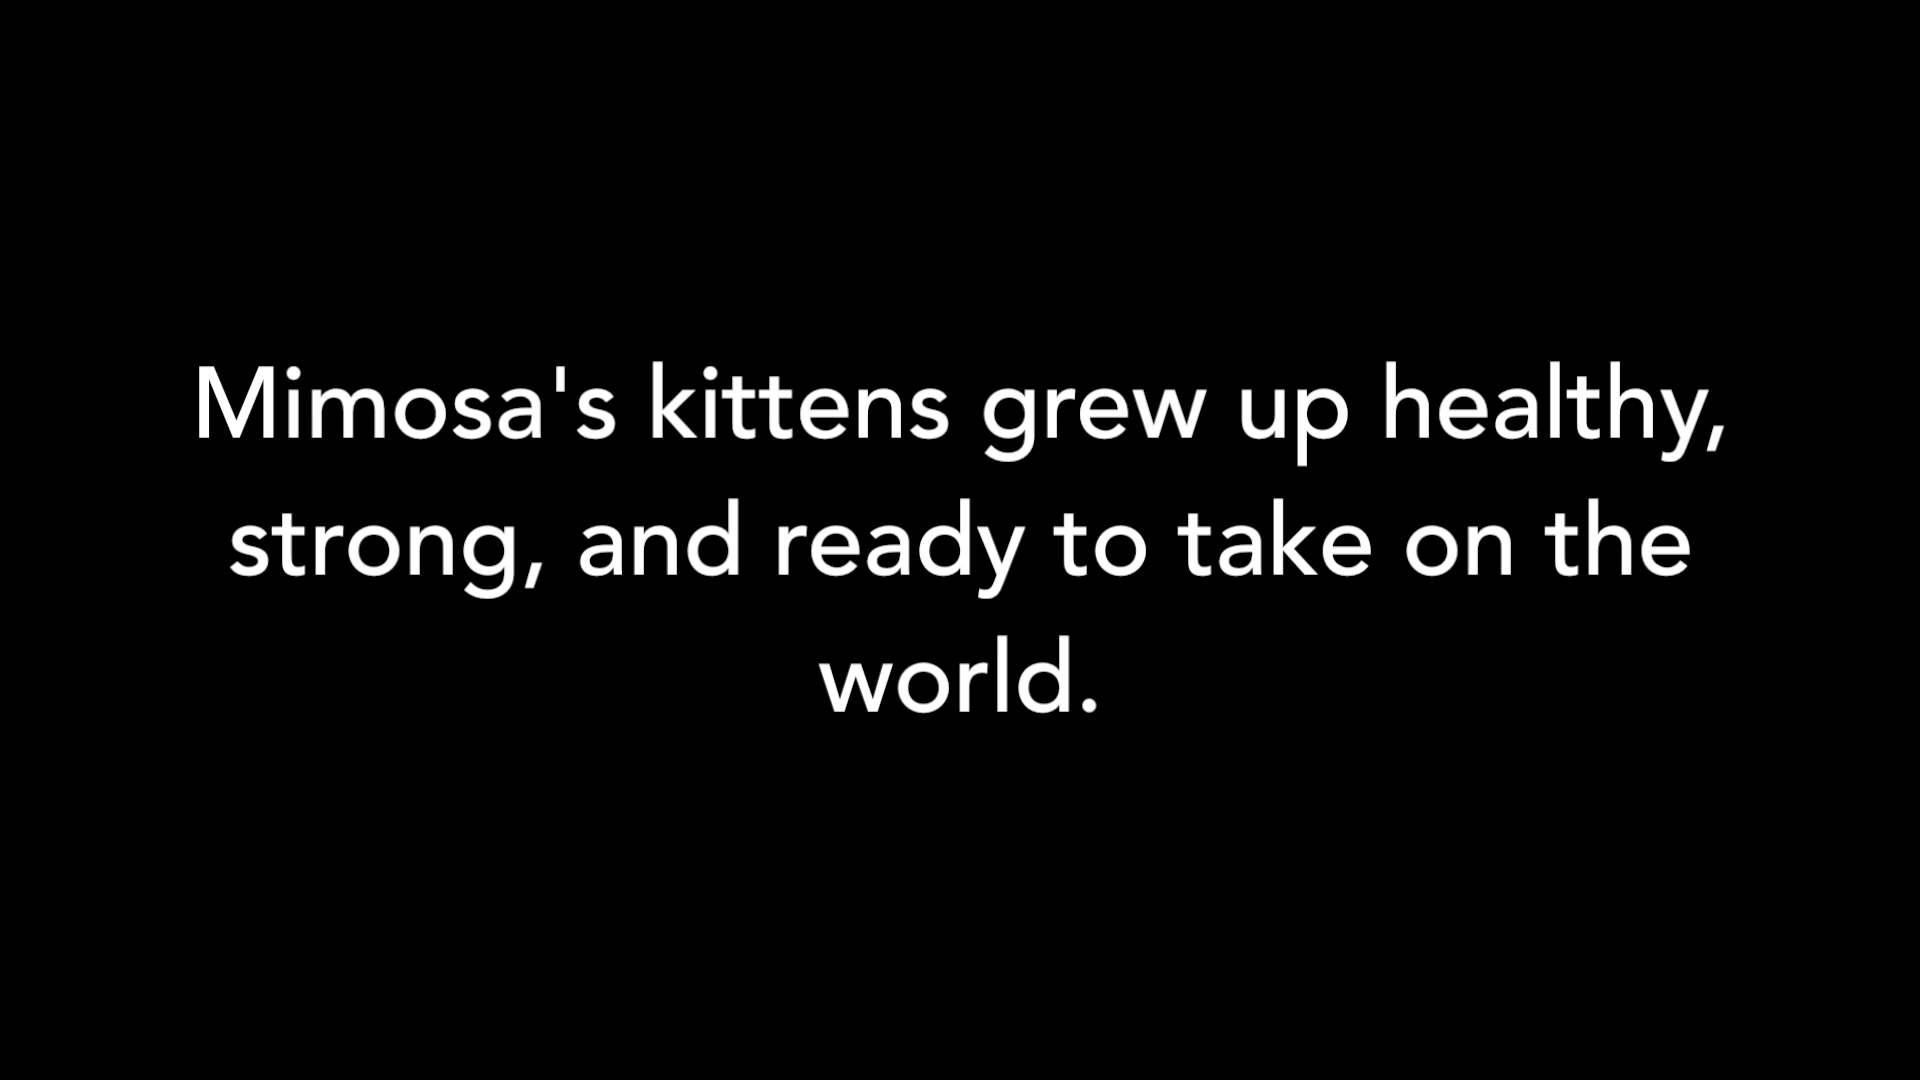 Mimosa's kittens grew up healthy,
strong, and ready to take on the
world.